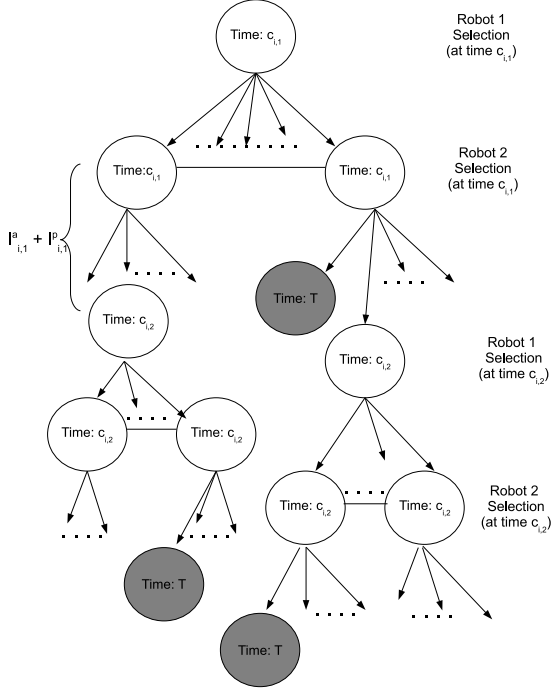 Time: c_{i,1}
Robot 1
Selection
(at time c_{i,1})
Time:c_{i,1}
Time: c_{i,1}
Robot 2
Selection
(at time c_{i,1})
I^a_{i,1} + I^p_{i,1}
Time: T
Time: c_{i,2}
Time: c_{i,2}
Robot 1
Selection
(at time c_{i,2})
Time: c_{i,2}
Time: c_{i,2}
Time: c_{i,2}
Time: c_{i,2}
Robot 2
Selection
(at time c_{i,2})
Time: T
Time: T